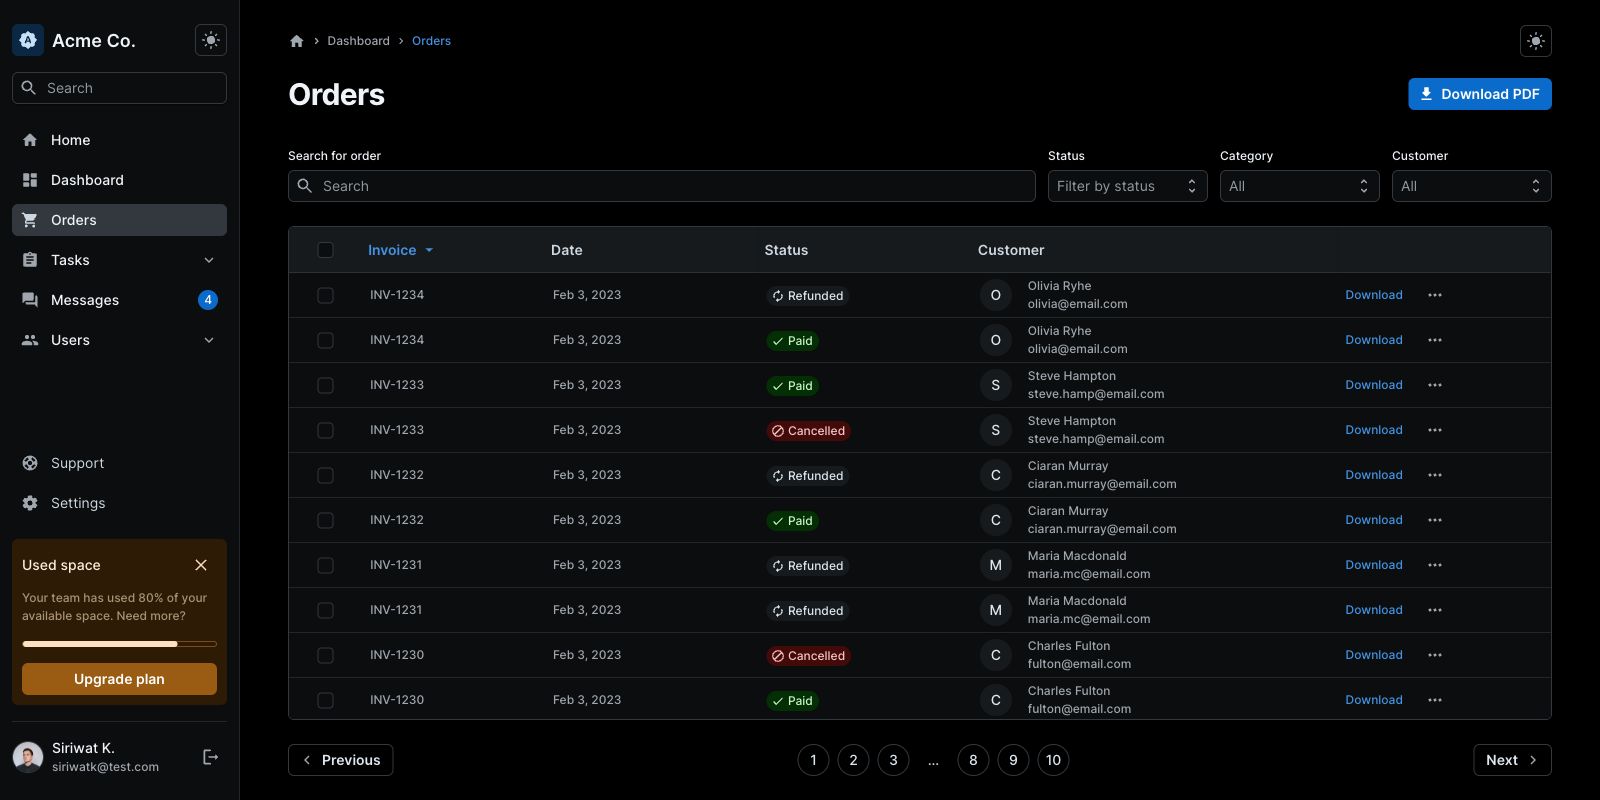 Acme Co.
Search
Home
Dashboard
Orders
Tasks
Messages 4
Users
Support
Settings
Used space
Your team has used 80% of your
available space. Need more?
Upgrade plan
Siriwat K.
siriwatk@test.com
Dashboard Orders
Orders
Download PDF
Search for order Status Category Customer
Search Filter by status All All
Invoice Date Status Customer
INV-1234 Feb 3, 2023 Refunded O Olivia Ryhe Download
olivia@email.com
INV-1234 Feb 3, 2023 Paid O Olivia Ryhe Download
olivia@email.com
INV-1233 Feb 3, 2023 Paid S Steve Hampton Download
steve.hamp@email.com
INV-1233 Feb 3, 2023 Cancelled S Steve Hampton Download
steve.hamp@email.com
INV-1232 Feb 3, 2023 Refunded C Ciaran Murray Download
ciaran.murray@email.com
INV-1232 Feb 3, 2023 Paid C Ciaran Murray Download
ciaran.murray@email.com
INV-1231 Feb 3, 2023 Refunded M Maria Macdonald Download
maria.mc@email.com
INV-1231 Feb 3, 2023 Refunded M Maria Macdonald Download
maria.mc@email.com
INV-1230 Feb 3, 2023 Cancelled C Charles Fulton Download
fulton@email.com
INV-1230 Feb 3, 2023 Paid C Charles Fulton Download
fulton@email.com
Previous 1 2 3 ... 8 9 10 Next